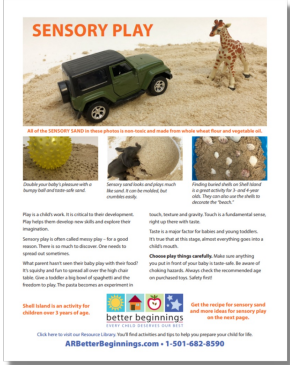 SENSORY PLAY
All of the SENSORY SAND in these photos is non-toxic and made from whole wheat flour and vegetable oil.
Double your baby's pleasure with a
bumpy ball and taste-safe sand.
Sensory sand looks and plays much
like sand. It can be molded, but
crumbles easily.
Finding buried shells on Shell Island
is a great activity for 3- and 4-year
olds. They can also use the shells to
decorate the "beach."
Play is a child's work. It is critical to their development.
Play helps them develop new skills and explore their
imagination.
Sensory play is often called messy play – for a good
reason. There is so much to discover. One needs to
spread out sometimes.
What parent hasn't seen their baby play with their food?
It's squishy and fun to spread all over the high chair
table. Give a toddler a big bowl of spaghetti and the
freedom to play. The pasta becomes an experiment in
touch, texture and gravity. Touch is a fundamental sense,
right up there with taste.
Taste is a major factor for babies and young toddlers.
It's true that at this stage, almost everything goes into a
child's mouth.
Choose play things carefully. Make sure anything
you put in front of your baby is taste-safe. Be aware of
choking hazards. Always check the recommended age
on purchased toys. Safety first!
Shell Island is an activity for
children over 3 years of age.
better beginnings
EVERY CHILD DESERVES OUR BEST
Get the recipe for sensory sand
and more ideas for sensory play
on the next page.
Click here to visit our Resource Library. You'll find activities and tips to help you prepare your child for life.
ARBetterBeginnings.com • 1-501-682-8590